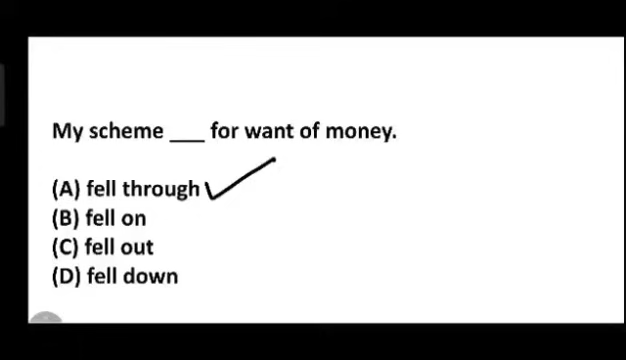 My scheme ___ for want of money.
(A) fell through
(B) fell on
(C) fell out
(D) fell down